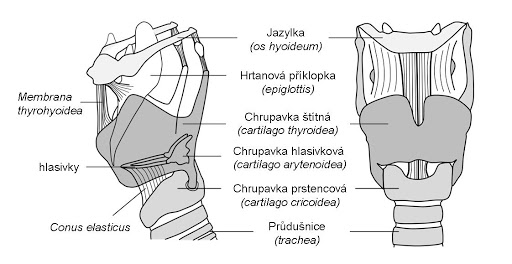 Jazylka
(os hyoideum)
Hrtanová příklopka
(epiglottis)
Membrana
thyrohyoidea
Chrupavka štítná
(cartilago thyroidea)
Chrupavka hlasivková
(cartilago arytenoidea)
hlasivky
Chrupavka prstencová
(cartilago cricoidea)
Conus elasticus
Průdušnice
(trachea)